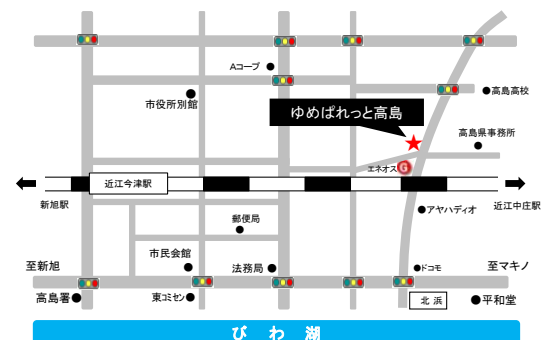 Aコープ
市役所別館
高島高校
ゆめぱれっと高島
高島県事務所
エネオス
G
近江今津駅
新旭駅
近江中庄駅
アヤハディオ
郵便局
市民会館
至新旭
法務局
ドコモ
至マキノ
高島署
東コミセン
北 浜
平和堂
び わ 湖